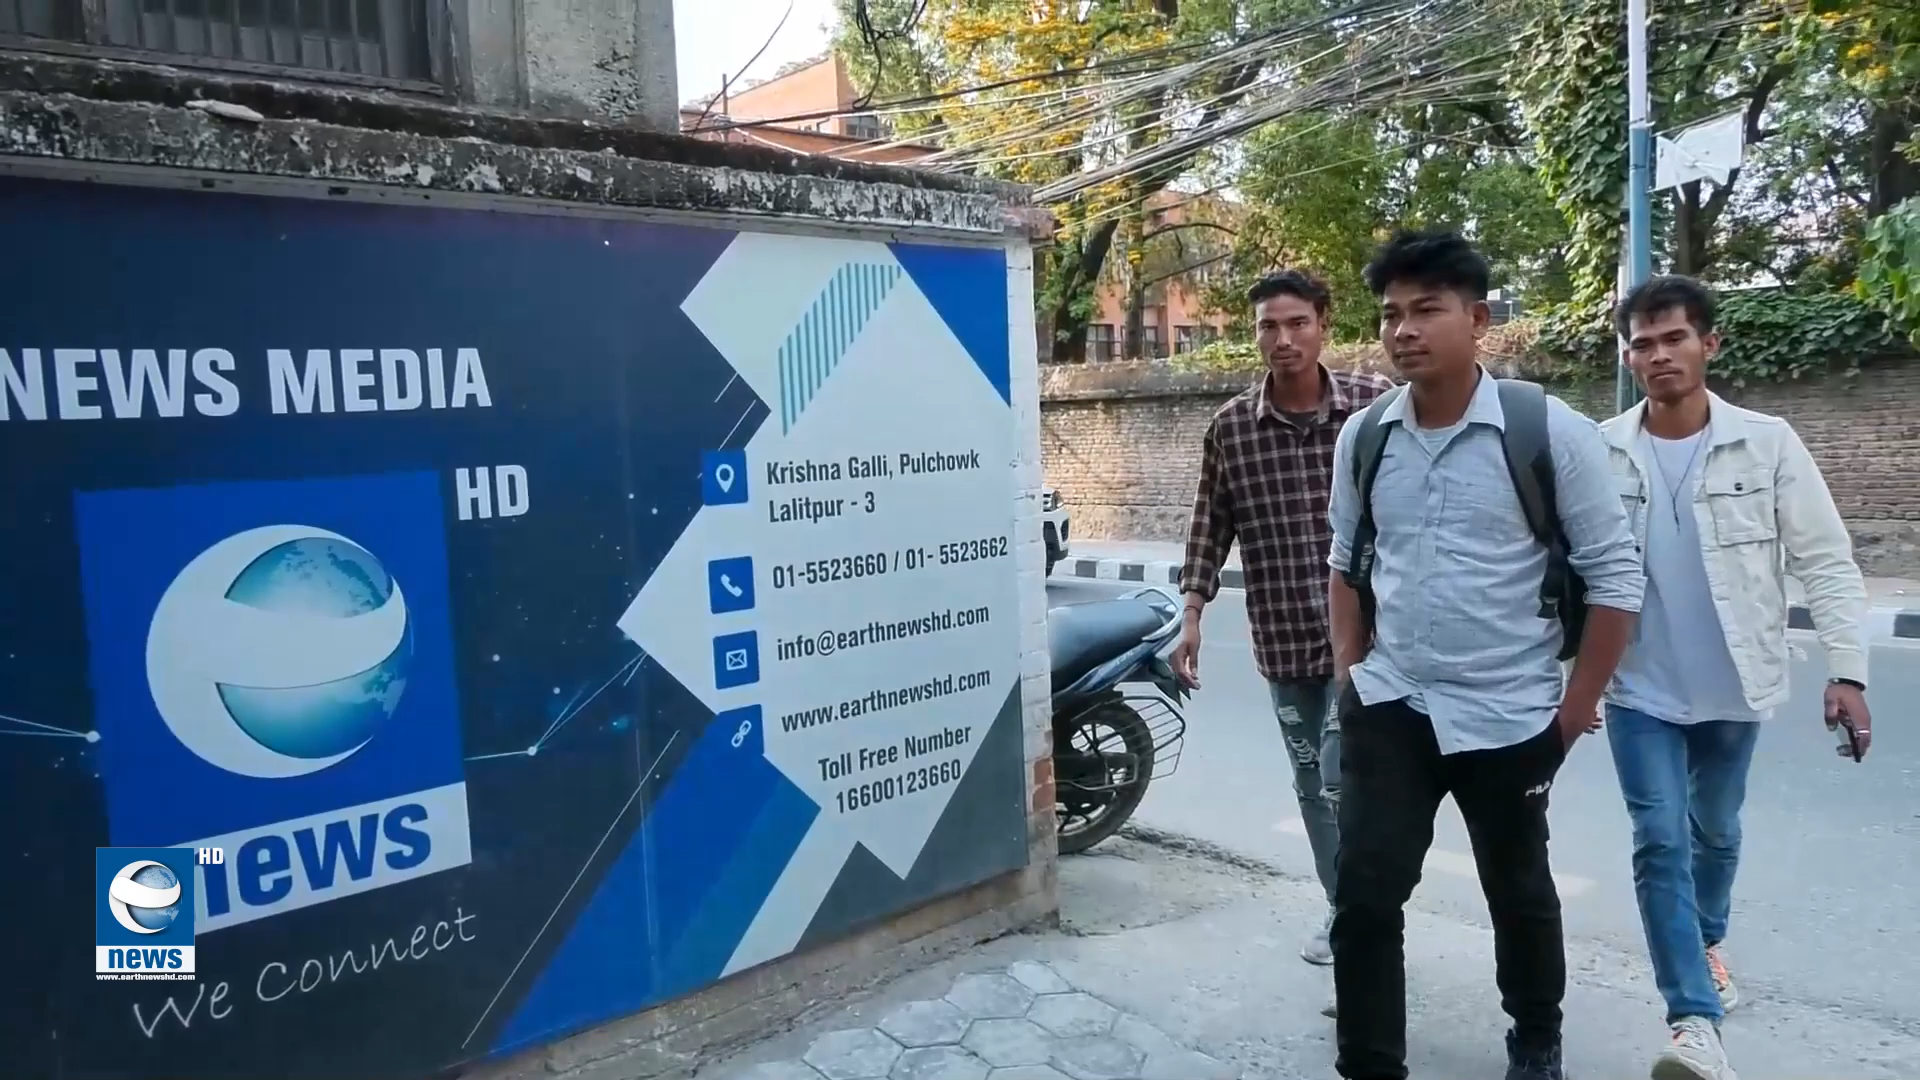 NEWS MEDIA
HD
news
We Connect
Krishna Galli, Pulchowk
Lalitpur - 3
01-5523660 / 01- 5523662
info@earthnewshd.com
www.earthnewshd.com
Toll Free Number
16600123660
FILA
HD
news
www.earthnewshd.com